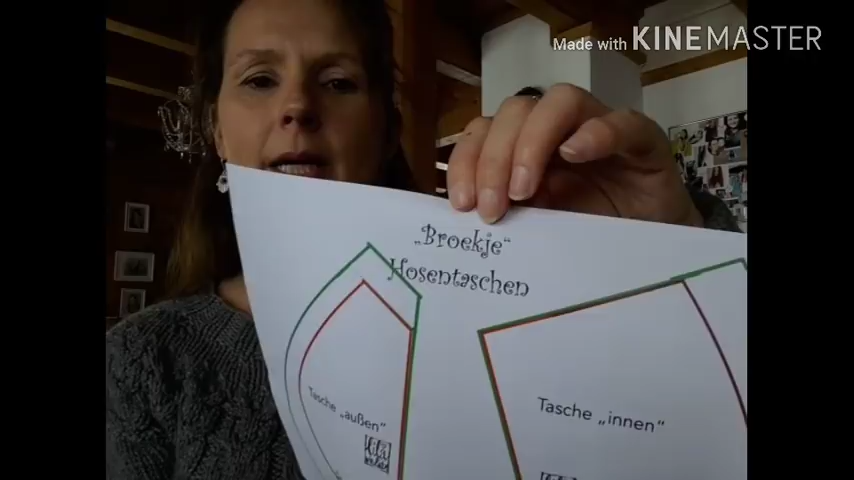 Made with KINEMASTER
„Broekje“
Hosentaschen
Tasche „außen“
Tasche „innen“